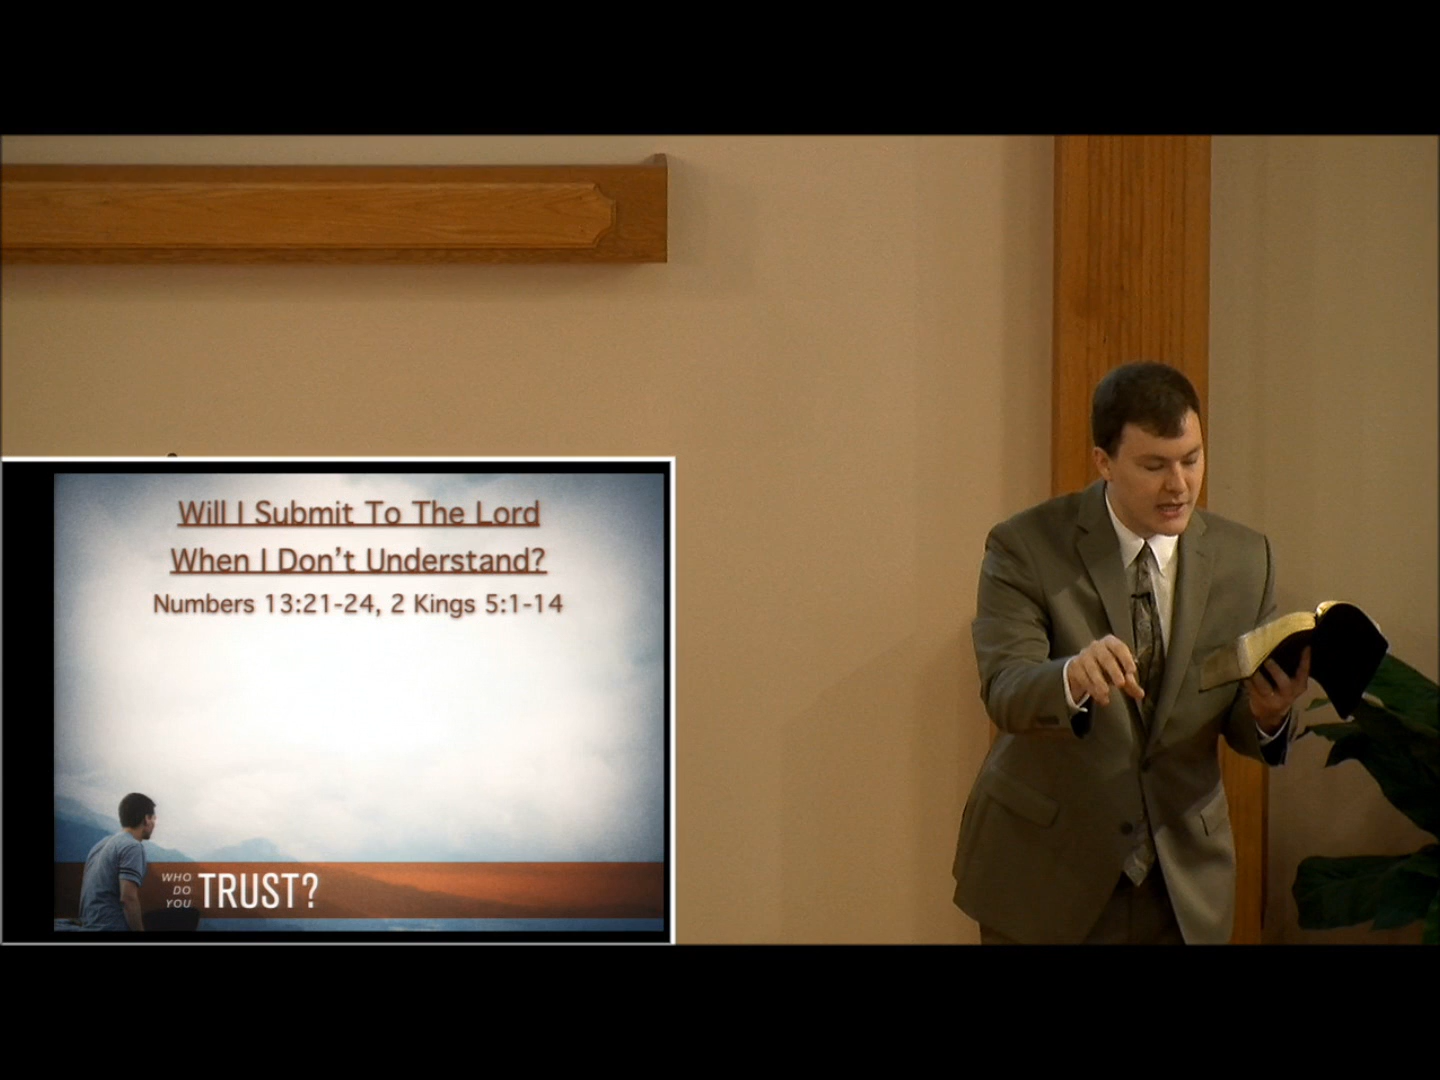 Will I Submit To The Lord
When I Don't Understand?
Numbers 13:21-24, 2 Kings 5:1-14
WHO
DO
YOU
TRUST?